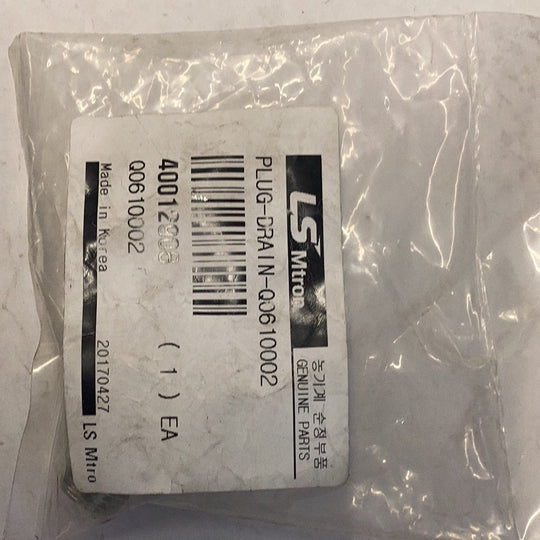 LS Mtron
농기계 순정부품
GENUINE PARTS
PLUG-DRAIN-Q0610002
( 1 ) EA
Q0610002
Made in Korea 20170427
LS Mtro